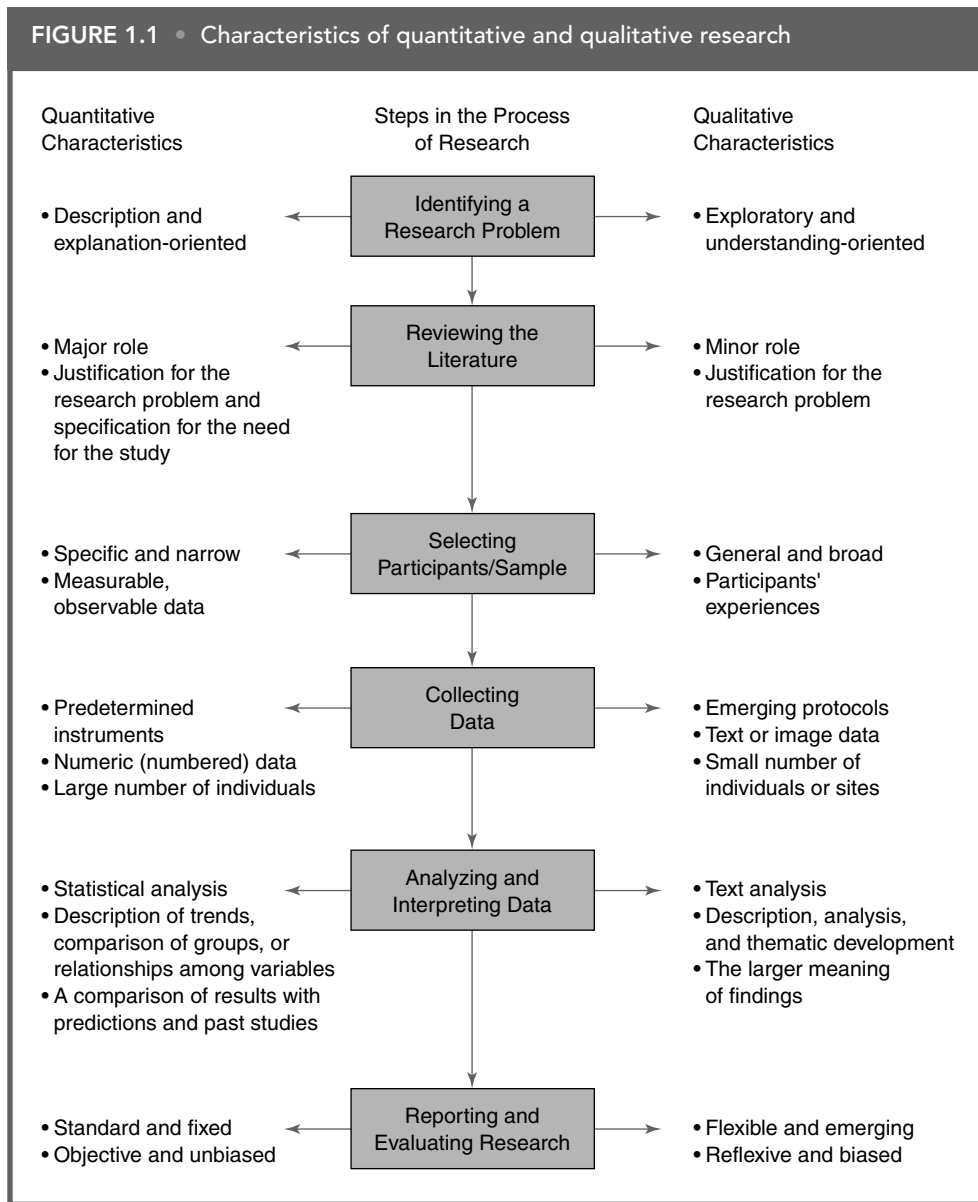 FIGURE 1.1 • Characteristics of quantitative and qualitative research
Quantitative
Characteristics
Steps in the Process
of Research
Qualitative
Characteristics
• Description and
explanation-oriented
Identifying a
Research Problem
• Exploratory and
understanding-oriented
• Major role
• Justification for the
research problem and
specification for the need
for the study
Reviewing the
Literature
• Minor role
• Justification for the
research problem
• Specific and narrow
• Measurable,
observable data
Selecting
Participants/Sample
• General and broad
• Participants'
experiences
• Predetermined
instruments
• Numeric (numbered) data
• Large number of individuals
Collecting
Data
• Emerging protocols
• Text or image data
• Small number of
individuals or sites
• Statistical analysis
• Description of trends,
comparison of groups, or
relationships among variables
• A comparison of results with
predictions and past studies
Analyzing and
Interpreting Data
• Text analysis
• Description, analysis,
and thematic development
• The larger meaning
of findings
• Standard and fixed
• Objective and unbiased
Reporting and
Evaluating Research
• Flexible and emerging
• Reflexive and biased